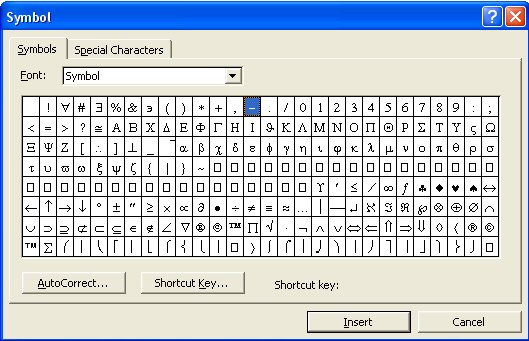 Symbol
Symbols Special Characters
Font: Symbol
! ∀ # ∃ % & ∍ ( ) * + , − . / 0 1 2 3 4 5 6 7 8 9 : ;
< = > ? ≅ Α Β Χ Δ Ε Φ Γ Η Ι ϑ Κ Λ Μ Ν Ο Π Θ Ρ Σ Τ Υ ς Ω
Ξ Ψ Ζ [ ∴ ] ⊥ _ ‾ α β χ δ ε φ γ η ι ϕ κ λ μ ν ο π θ ρ σ
τ υ ϖ ω ξ ψ ζ { | } ~ □ □ □ □ □ □ □ □ □ □ □ □ □ □ □ □ □
□ □ □ □ □ □ □ □ □ □ □ □ □ □ □ □ □ ϒ ′ ≤ ⁄ ∞ ƒ ♣ ♦ ♥ ♠ ↔
← ↑ → ↓ ° ± ″ ≥ × ∝ ∂ • ÷ ≠ ≡ ≈ … | — ↵ ℵ ℑ ℜ ℘ ⊗ ⊕ ∅ ∩
∪ ⊃ ⊇ ⊄ ⊂ ⊆ ∈ ∉ ∠ ∇ ® © ™ ∏ √ ⋅ ¬ ∧ ∨ ⇔ ⇐ ⇑ ⇒ ⇓ ◊ 〈 ® ©
™ ∑ ⎛ ⎜ ⎝ ⎡ ⎢ ⎣ ⎧ ⎨ ⎩ ⎪ □ 〉 ∫ ⌠ ⎮ ⌡ ⎞ ⎟ ⎠ ⎤ ⎥ ⎦ ⎫ ⎬ ⎭ □
AutoCorrect... Shortcut Key... Shortcut key:
Insert Cancel